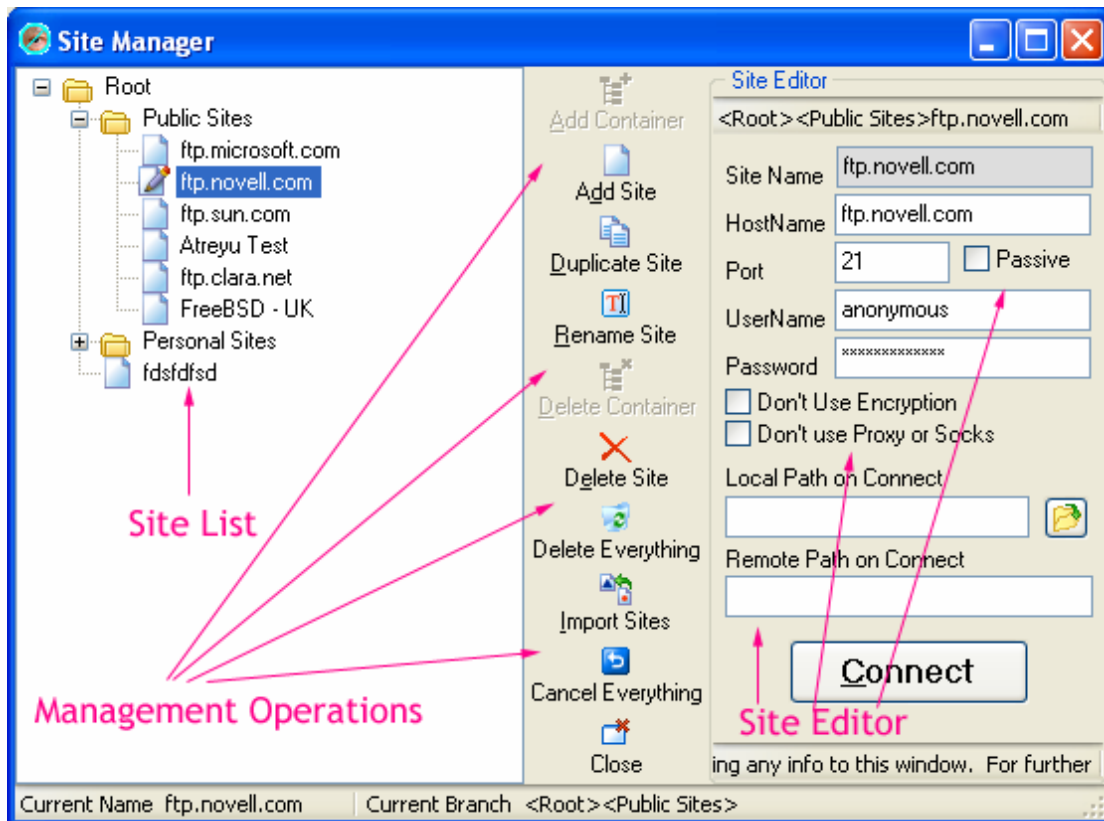 Site Manager
Root
Public Sites
ftp.microsoft.com
ftp.novell.com
ftp.sun.com
Atreyu Test
ftp.clara.net
FreeBSD - UK
Personal Sites
fdsfdfsd
Site List
Management Operations
Add Container
Add Site
Duplicate Site
Rename Site
Delete Container
Delete Site
Delete Everything
Import Sites
Cancel Everything
Close
Site Editor
<Root><Public Sites>ftp.novell.com
Site Name ftp.novell.com
HostName ftp.novell.com
Port 21 Passive
UserName anonymous
Password xxxxxxxxxxxxx
Don't Use Encryption
Don't use Proxy or Socks
Local Path on Connect
Remote Path on Connect
Connect
Site Editor
ing any info to this window. For further
Current Name ftp.novell.com Current Branch <Root><Public Sites>